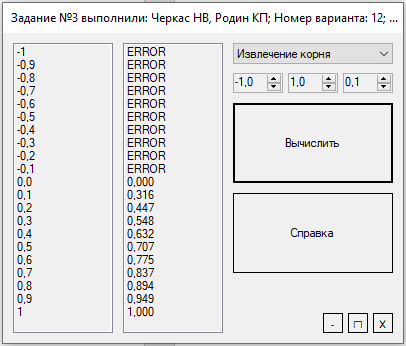 Задание №3 выполнили: Черкас НВ, Родин КП; Номер варианта: 12; ...
-1 ERROR
-0,9 ERROR
-0,8 ERROR
-0,7 ERROR
-0,6 ERROR
-0,5 ERROR
-0,4 ERROR
-0,3 ERROR
-0,2 ERROR
-0,1 ERROR
0,0 0,000
0,1 0,316
0,2 0,447
0,3 0,548
0,4 0,632
0,5 0,707
0,6 0,775
0,7 0,837
0,8 0,894
0,9 0,949
1 1,000
Извлечение корня
-1,0 1,0 0,1
Вычислить
Справка
- □ X